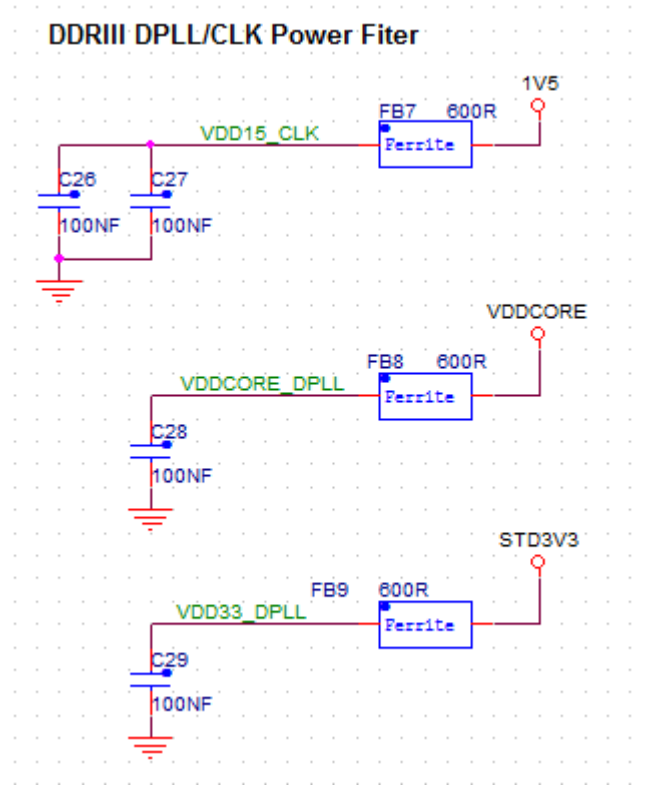 DDRIII DPLL/CLK Power Fiter
1V5
FB7 600R
VDD15_CLK
Ferrite
C26 C27
100NF 100NF
VDDCORE
FB8 600R
VDDCORE_DPLL
Ferrite
C28
100NF
STD3V3
FB9 600R
VDD33_DPLL
Ferrite
C29
100NF